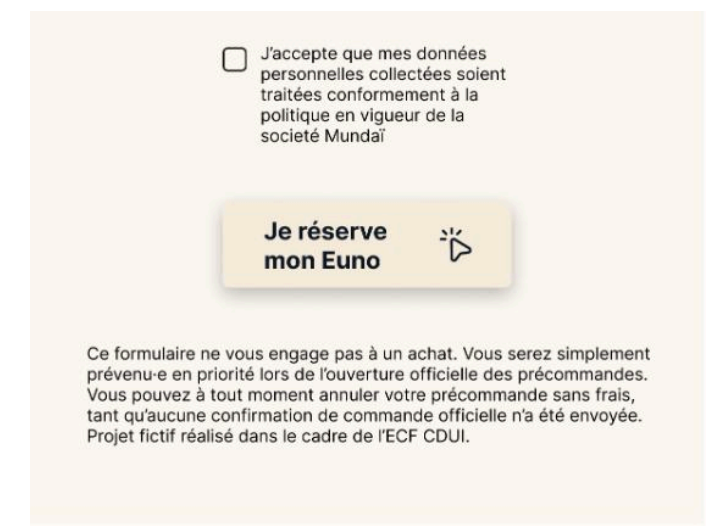 J'accepte que mes données
personnelles collectées soient
traitées conformement à la
politique en vigueur de la
societé Mundaï
Je réserve
mon Euno
Ce formulaire ne vous engage pas à un achat. Vous serez simplement
prévenu·e en priorité lors de l'ouverture officielle des précommandes.
Vous pouvez à tout moment annuler votre précommande sans frais,
tant qu'aucune confirmation de commande officielle n'a été envoyée.
Projet fictif réalisé dans le cadre de l'ECF CDUI.